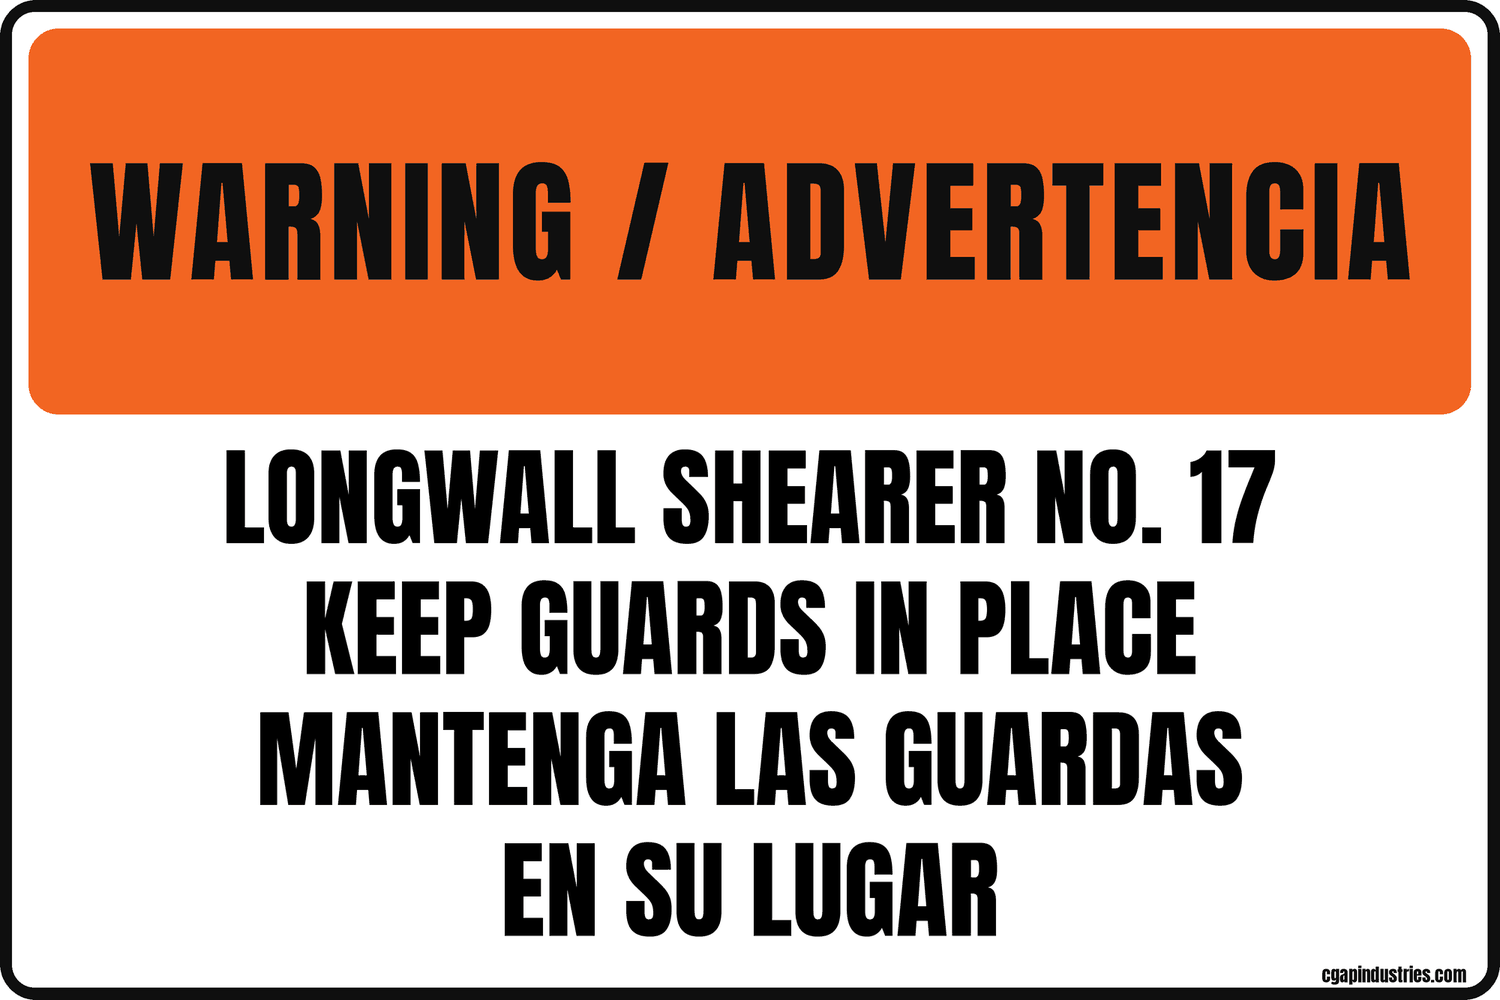 WARNING / ADVERTENCIA
LONGWALL SHEARER NO. 17
KEEP GUARDS IN PLACE
MANTENGA LAS GUARDAS
EN SU LUGAR
cgapindustries.com